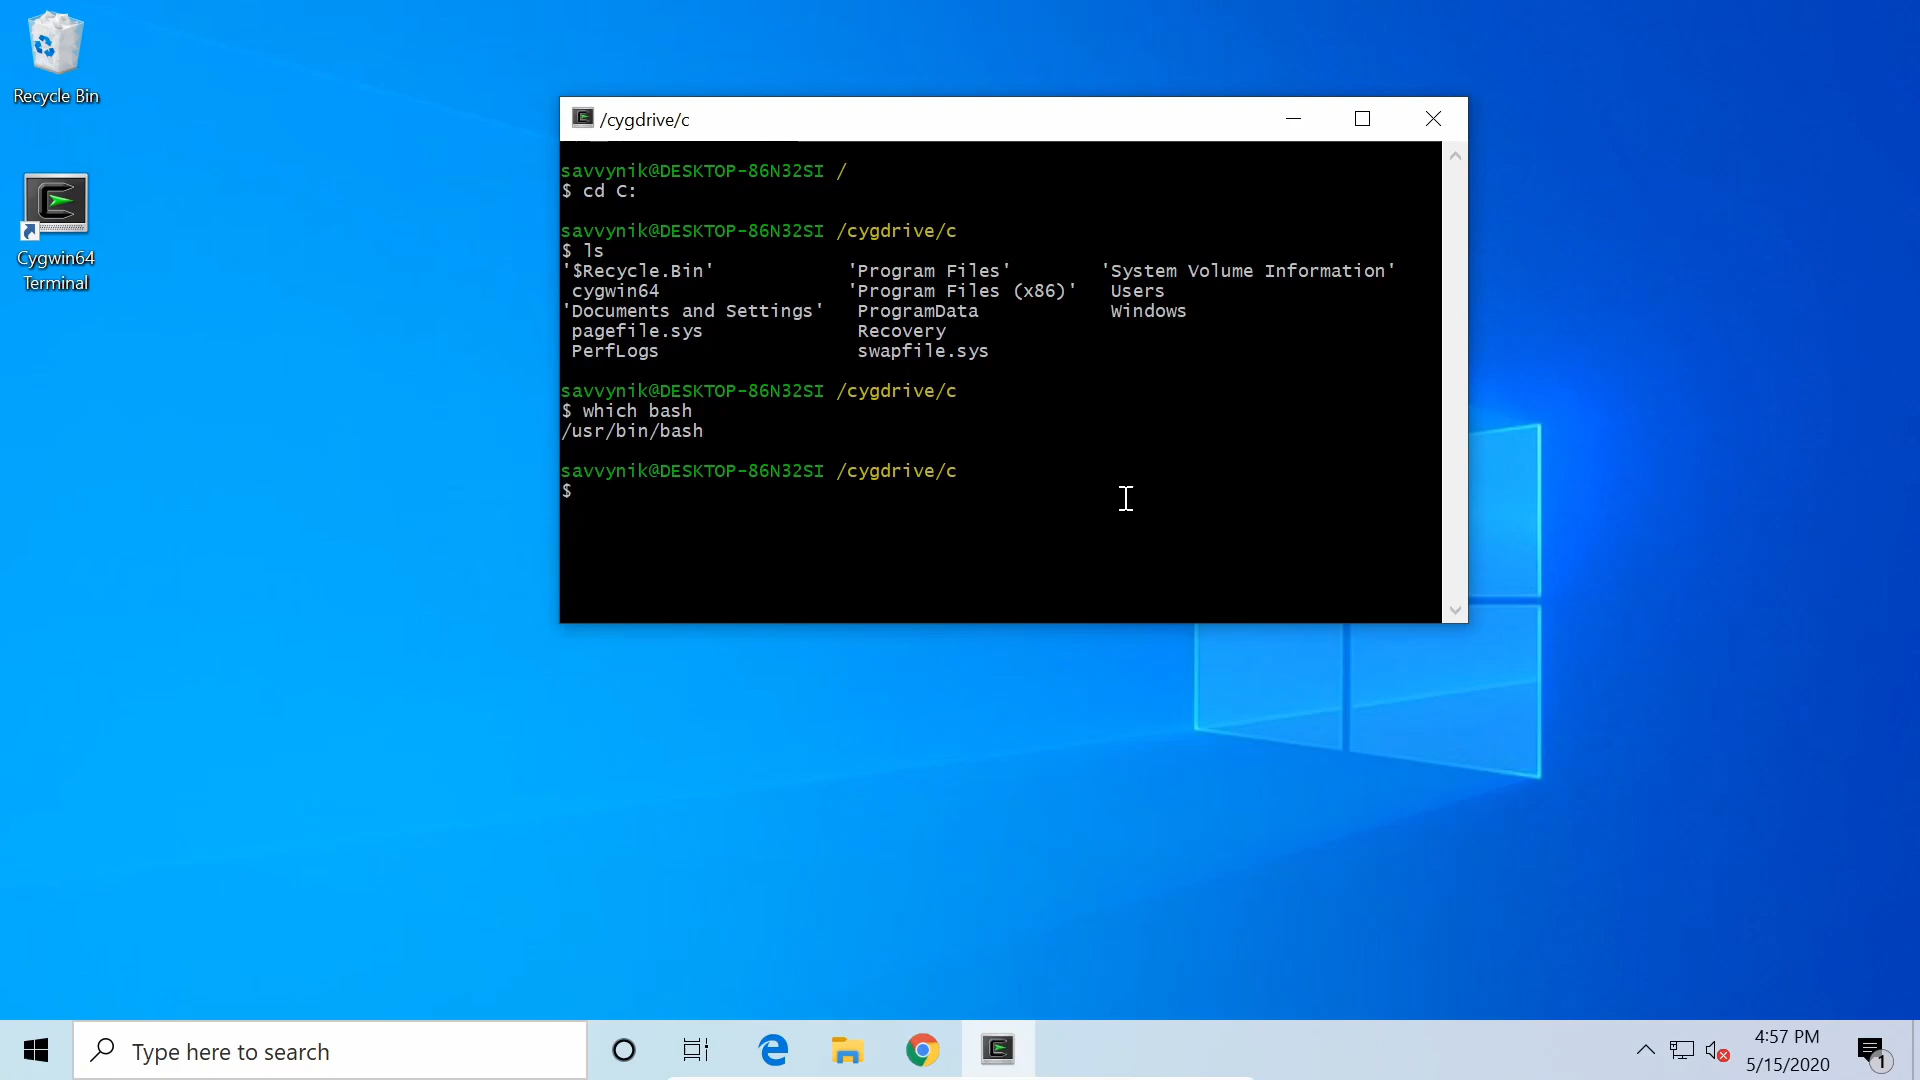 Recycle Bin
Cygwin64
Terminal
/cygdrive/c
savvynik@DESKTOP-86N32SI /
$ cd C:
savvynik@DESKTOP-86N32SI /cygdrive/c
$ ls
'$Recycle.Bin' 'Program Files' 'System Volume Information'
cygwin64 'Program Files (x86)' Users
'Documents and Settings' ProgramData Windows
pagefile.sys Recovery
PerfLogs swapfile.sys
savvynik@DESKTOP-86N32SI /cygdrive/c
$ which bash
/usr/bin/bash
savvynik@DESKTOP-86N32SI /cygdrive/c
$
Type here to search
4:57 PM
5/15/2020
1